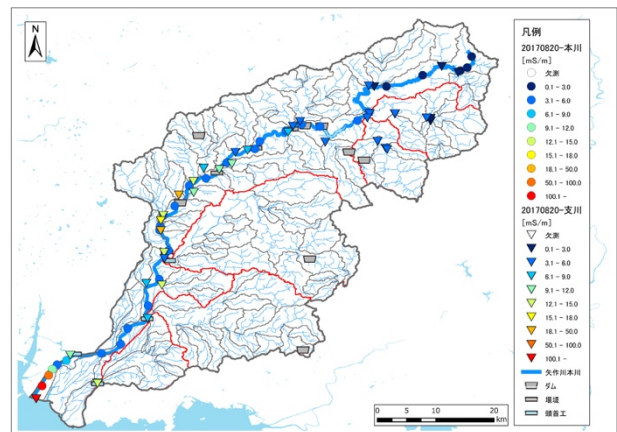 N
凡例
20170820-本川
[mS/m]
欠測
0.1 - 3.0
3.1 - 6.0
6.1 - 9.0
9.1 - 12.0
12.1 - 15.0
15.1 - 18.0
18.1 - 50.0
50.1 - 100.0
100.1 -
20170820-支川
[mS/m]
欠測
0.1 - 3.0
3.1 - 6.0
6.1 - 9.0
9.1 - 12.0
12.1 - 15.0
15.1 - 18.0
18.1 - 50.0
50.1 - 100.0
100.1 -
矢作川本川
ダム
堰堤
頭首工
0 5 10 20
km